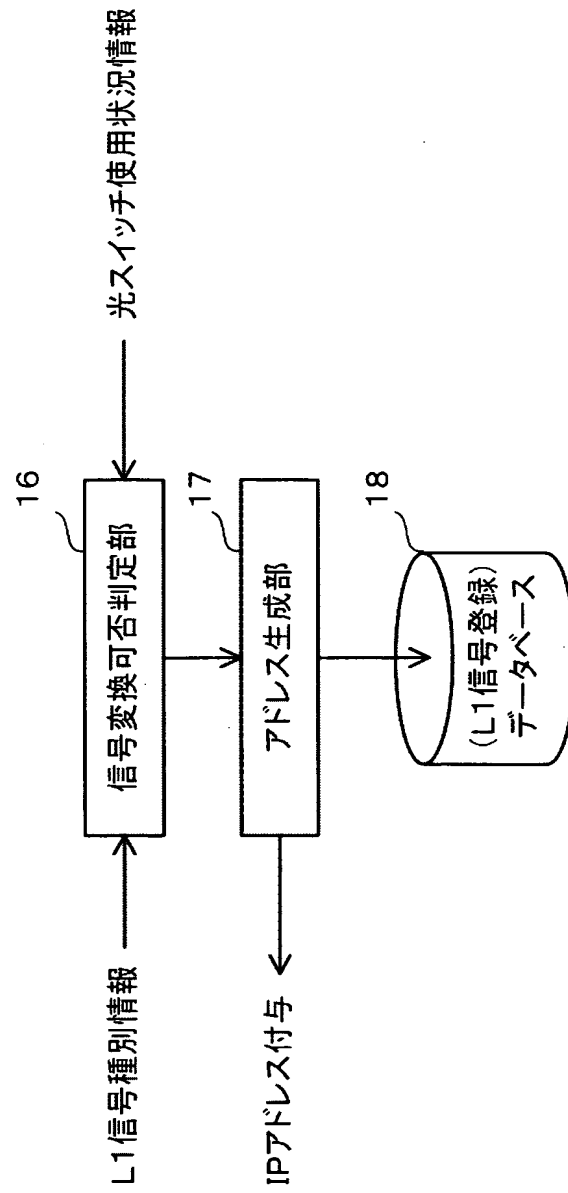 L1信号種別情報
16
信号変換可否判定部
光スイッチ使用状況情報
IPアドレス付与
17
アドレス生成部
18
(L1信号登録)
データベース